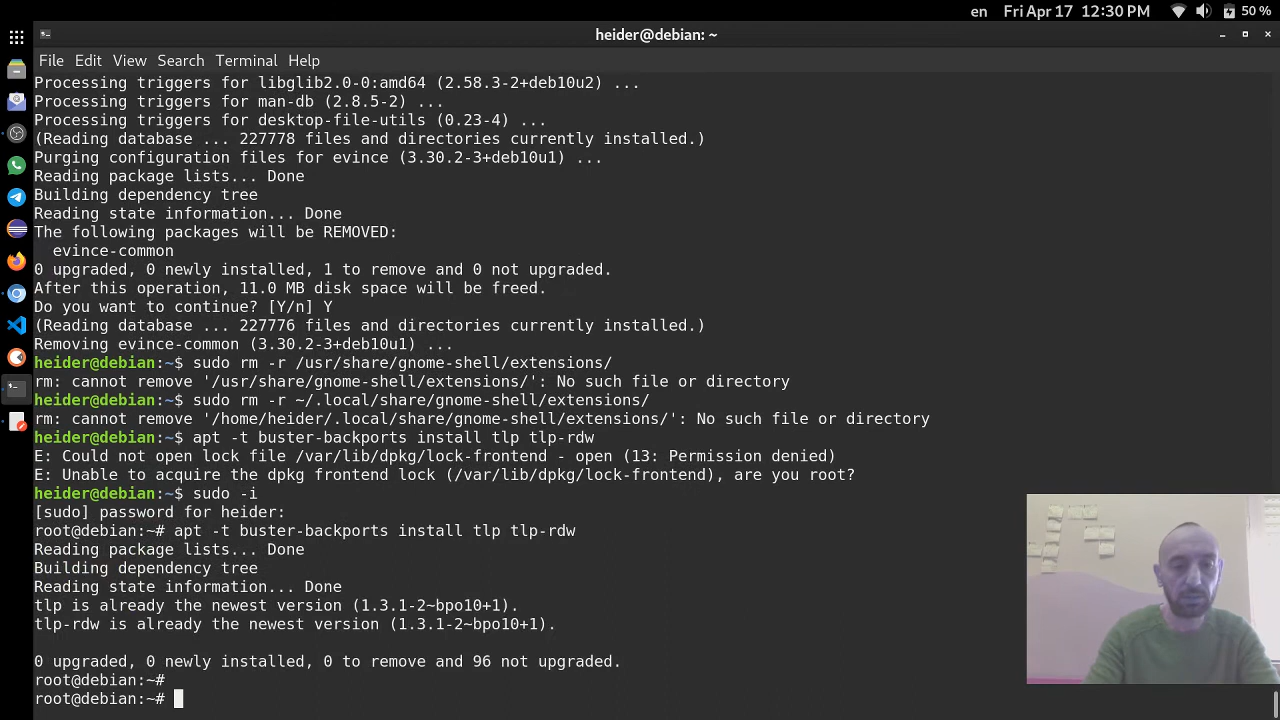 en Fri Apr 17 12:30 PM 50 %
heider@debian: ~
File Edit View Search Terminal Help
Processing triggers for libglib2.0-0:amd64 (2.58.3-2+deb10u2) ...
Processing triggers for man-db (2.8.5-2) ...
Processing triggers for desktop-file-utils (0.23-4) ...
(Reading database ... 227778 files and directories currently installed.)
Purging configuration files for evince (3.30.2-3+deb10u1) ...
Reading package lists... Done
Building dependency tree
Reading state information... Done
The following packages will be REMOVED:
evince-common
0 upgraded, 0 newly installed, 1 to remove and 0 not upgraded.
After this operation, 11.0 MB disk space will be freed.
Do you want to continue? [Y/n] Y
(Reading database ... 227776 files and directories currently installed.)
Removing evince-common (3.30.2-3+deb10u1) ...
heider@debian:~$ sudo rm -r /usr/share/gnome-shell/extensions/
rm: cannot remove '/usr/share/gnome-shell/extensions/': No such file or directory
heider@debian:~$ sudo rm -r ~/.local/share/gnome-shell/extensions/
rm: cannot remove '/home/heider/.local/share/gnome-shell/extensions/': No such file or directory
heider@debian:~$ apt -t buster-backports install tlp tlp-rdw
E: Could not open lock file /var/lib/dpkg/lock-frontend - open (13: Permission denied)
E: Unable to acquire the dpkg frontend lock (/var/lib/dpkg/lock-frontend), are you root?
heider@debian:~$ sudo -i
[sudo] password for heider:
root@debian:~# apt -t buster-backports install tlp tlp-rdw
Reading package lists... Done
Building dependency tree
Reading state information... Done
tlp is already the newest version (1.3.1-2~bpo10+1).
tlp-rdw is already the newest version (1.3.1-2~bpo10+1).
0 upgraded, 0 newly installed, 0 to remove and 96 not upgraded.
root@debian:~#
root@debian:~#